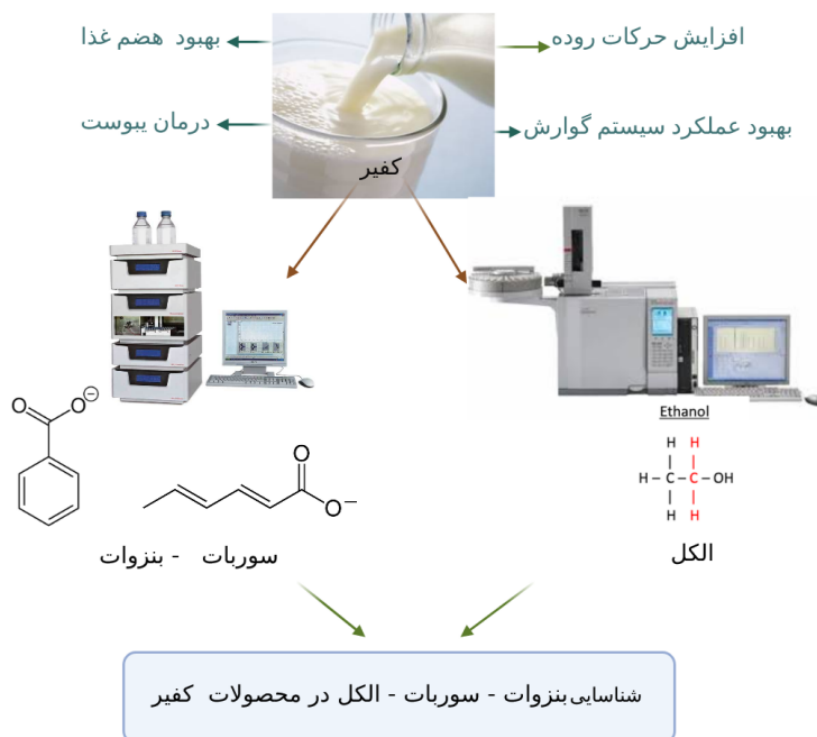 افزایش حرکات روده
بهبود هضم غذا
بهبود عملکرد سیستم گوارش
درمان یبوست
کفیر
Ethanol
O
O
O
O
H H
H – C – C – OH
H H
سوربات - بنزوات
الکل
شناسایی بنزوات - سوربات - الکل در محصولات کفیر